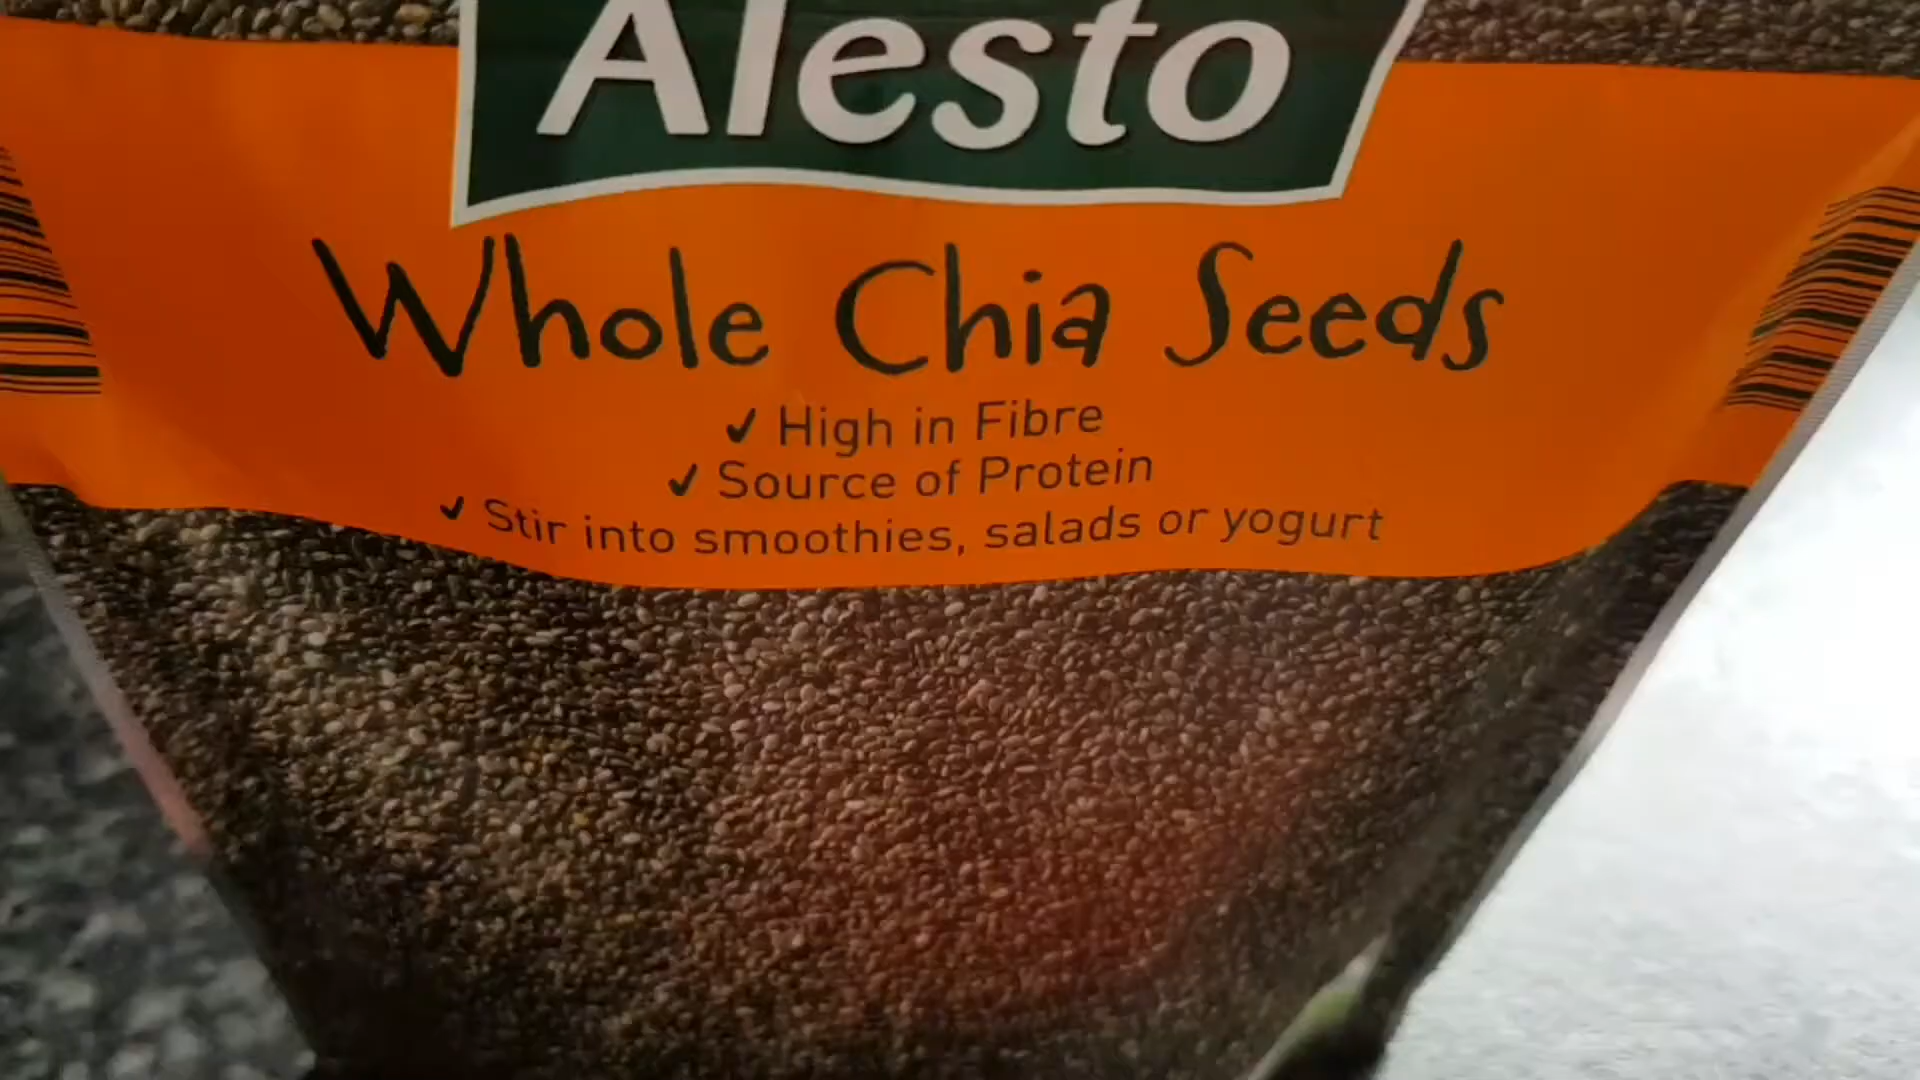 Alesto
Whole Chia Seeds
✓ High in Fibre
✓ Source of Protein
✓ Stir into smoothies, salads or yogurt